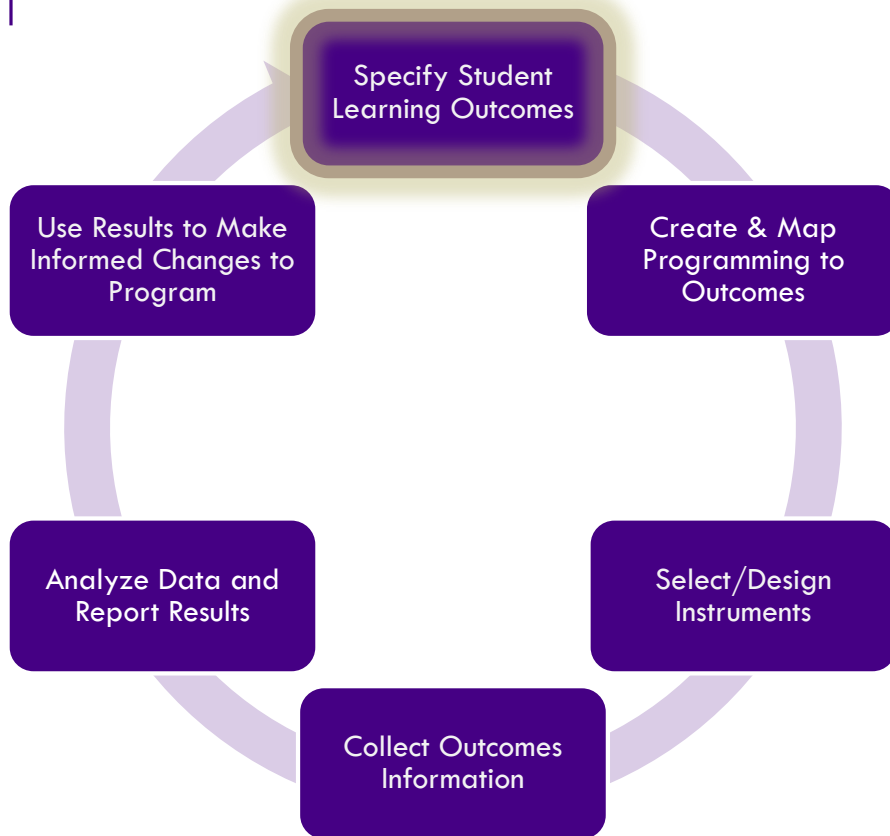 Specify Student
Learning Outcomes
Create & Map
Programming to
Outcomes
Select/Design
Instruments
Collect Outcomes
Information
Analyze Data and
Report Results
Use Results to Make
Informed Changes to
Program